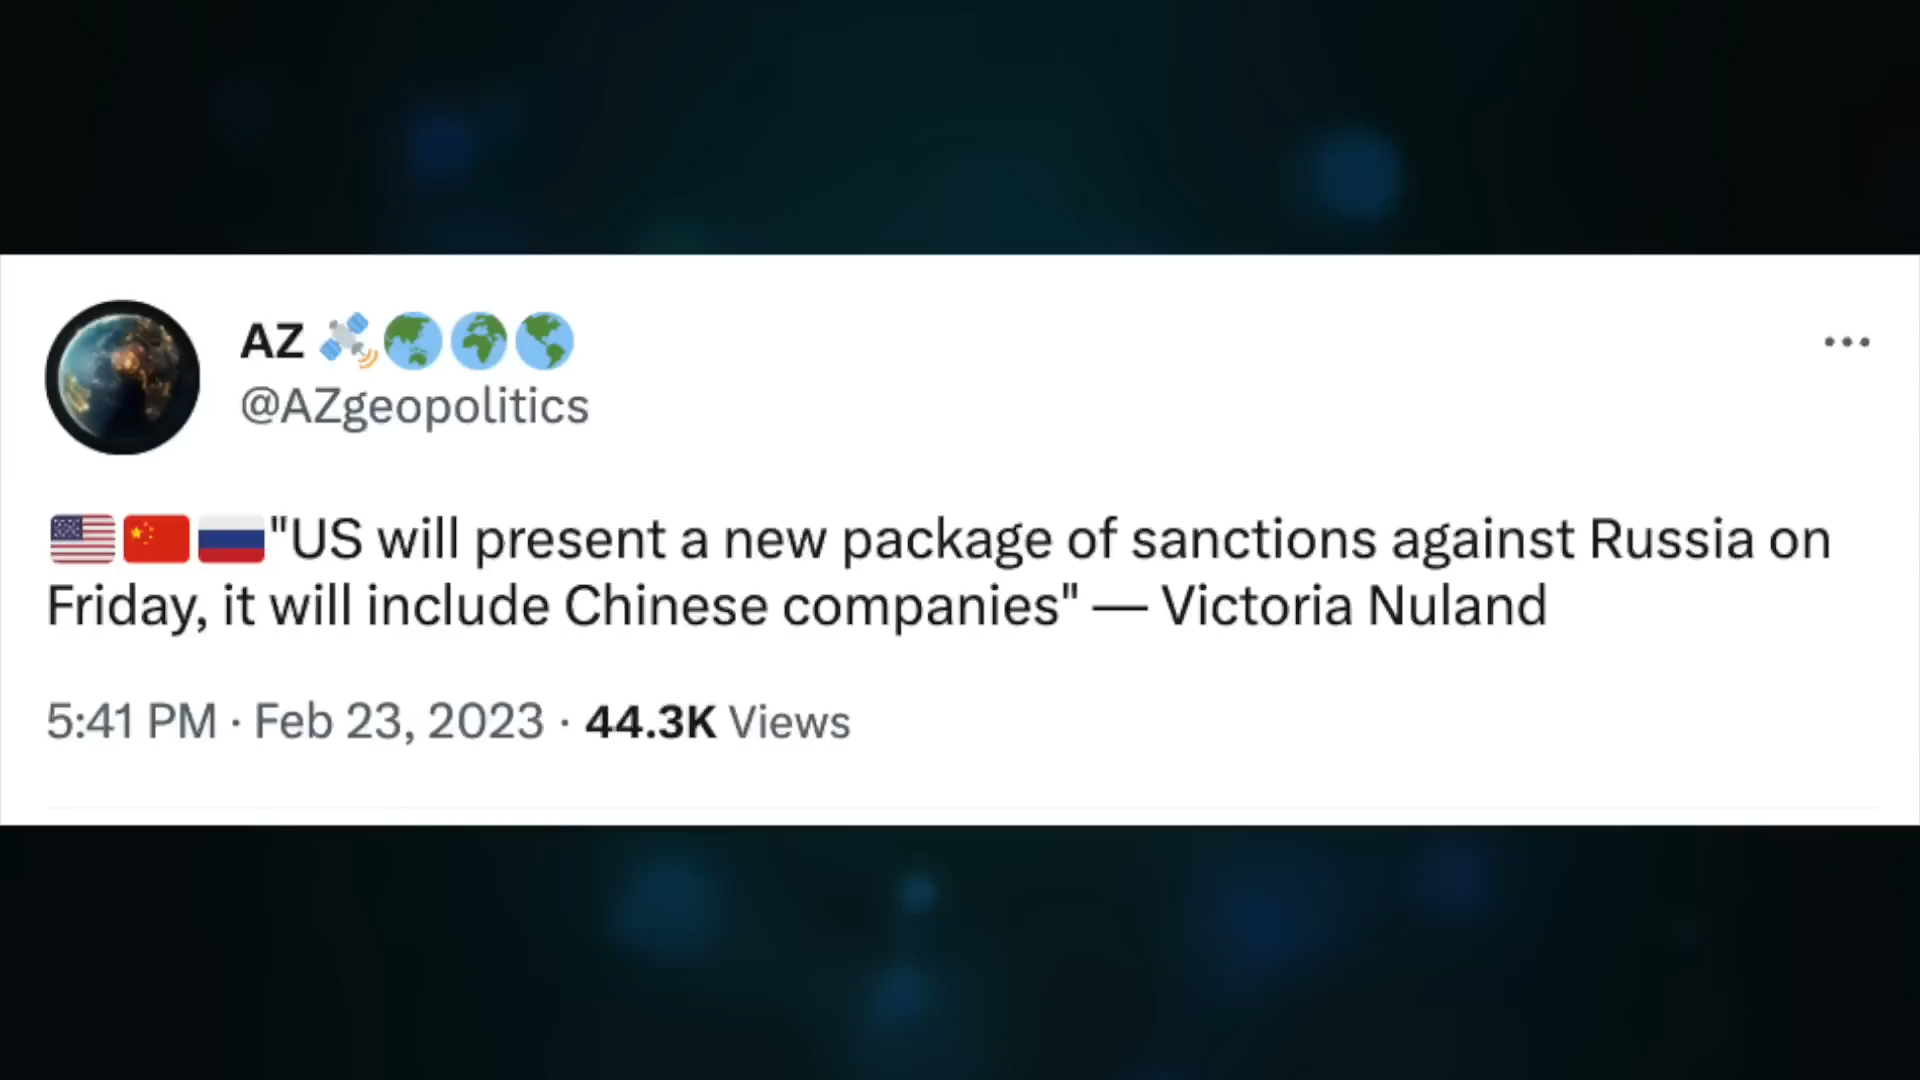 AZ 🛰️🌏🌍🌎
@AZgeopolitics
🇺🇸🇨🇳🇷🇺"US will present a new package of sanctions against Russia on
Friday, it will include Chinese companies" — Victoria Nuland
5:41 PM · Feb 23, 2023 · 44.3K Views